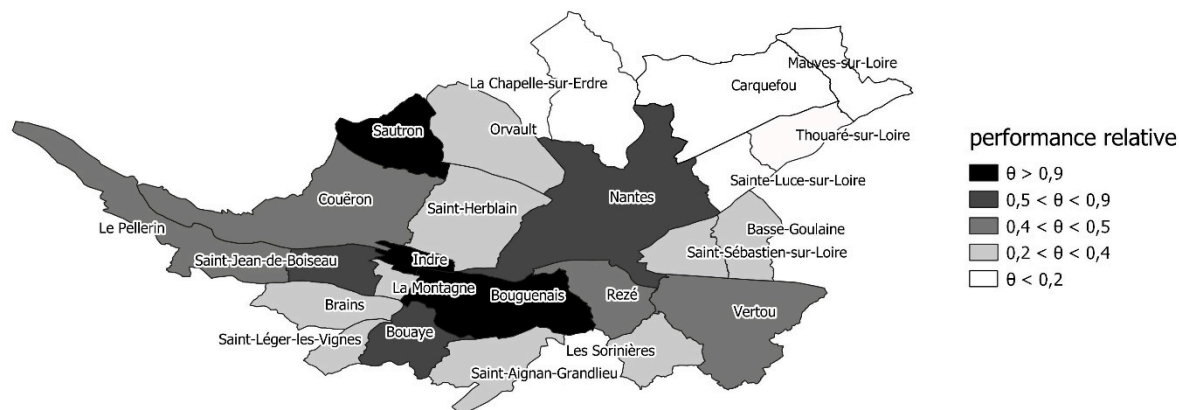 Mauves-sur-Loire
La Chapelle-sur-Erdre
Carquefou
Sautron
Orvault
Thouaré-sur-Loire
Sainte-Luce-sur-Loire
Couëron
Nantes
Saint-Herblain
Le Pellerin
Basse-Goulaine
Saint-Sébastien-sur-Loire
Saint-Jean-de-Boiseau
Indre
La Montagne
Bouguenais
Rezé
Brains
Vertou
Saint-Léger-les-Vignes
Bouaye
Les Sorinières
Saint-Aignan-Grandlieu
performance relative
θ > 0,9
0,5 < θ < 0,9
0,4 < θ < 0,5
0,2 < θ < 0,4
θ < 0,2